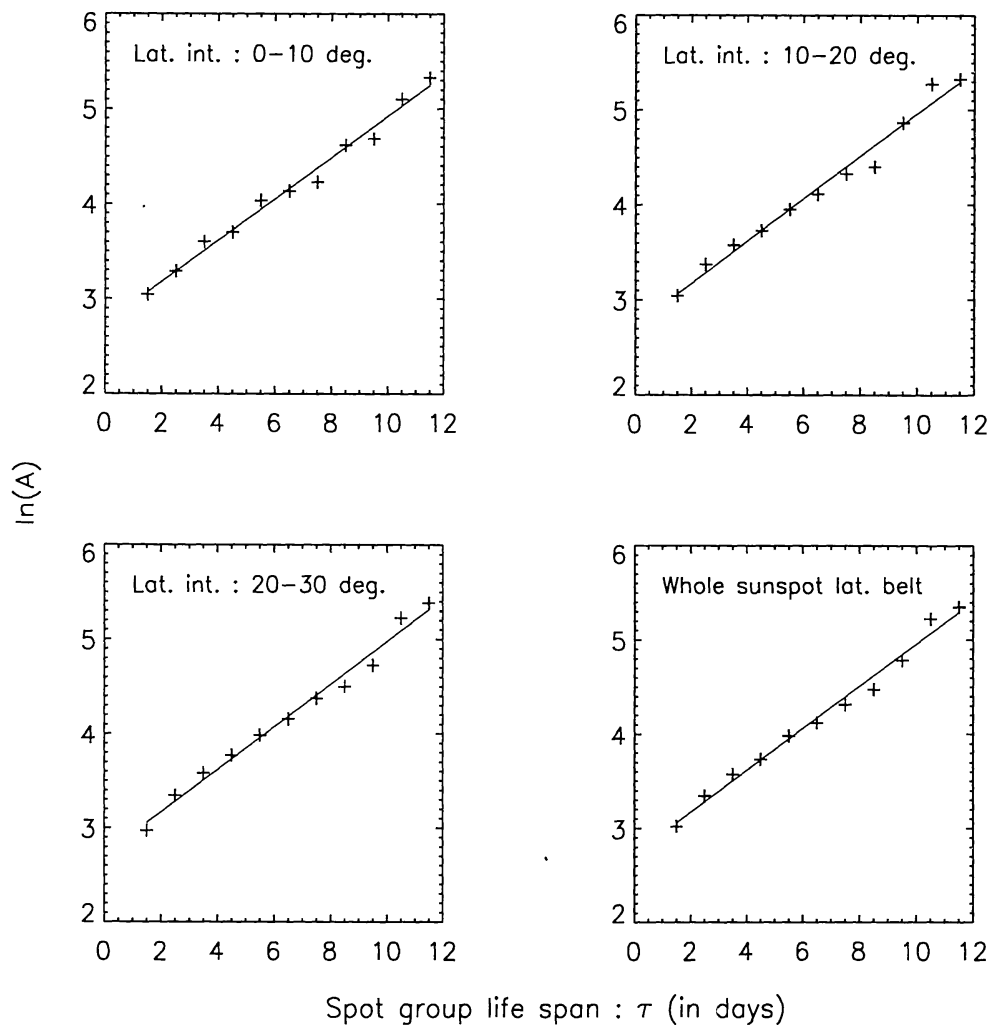 Lat. int. : 0-10 deg.
6
5
4
3
2
0 2 4 6 8 10 12
Lat. int. : 10-20 deg.
6
5
4
3
2
0 2 4 6 8 10 12
ln(A)
Lat. int. : 20-30 deg.
6
5
4
3
2
0 2 4 6 8 10 12
Whole sunspot lat. belt
6
5
4
3
2
0 2 4 6 8 10 12
Spot group life span : τ (in days)